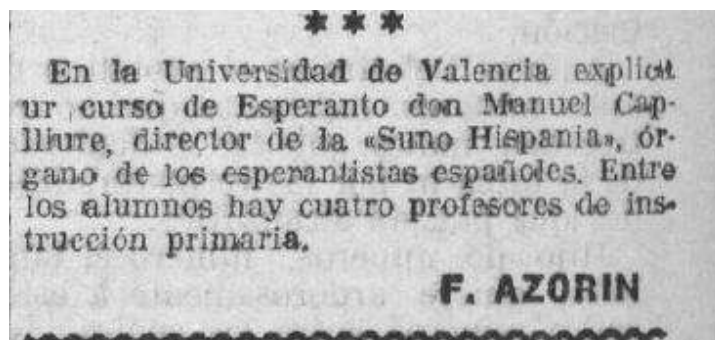 ***
En la Universidad de Valencia explica
ur curso de Esperanto don Manuel Cap-
lliure, director de la «Suno Hispania», ór-
gano de los esperantistas españoles. Entre
los alumnos hay cuatro profesores de ins-
trucción primaria.
F. AZORIN